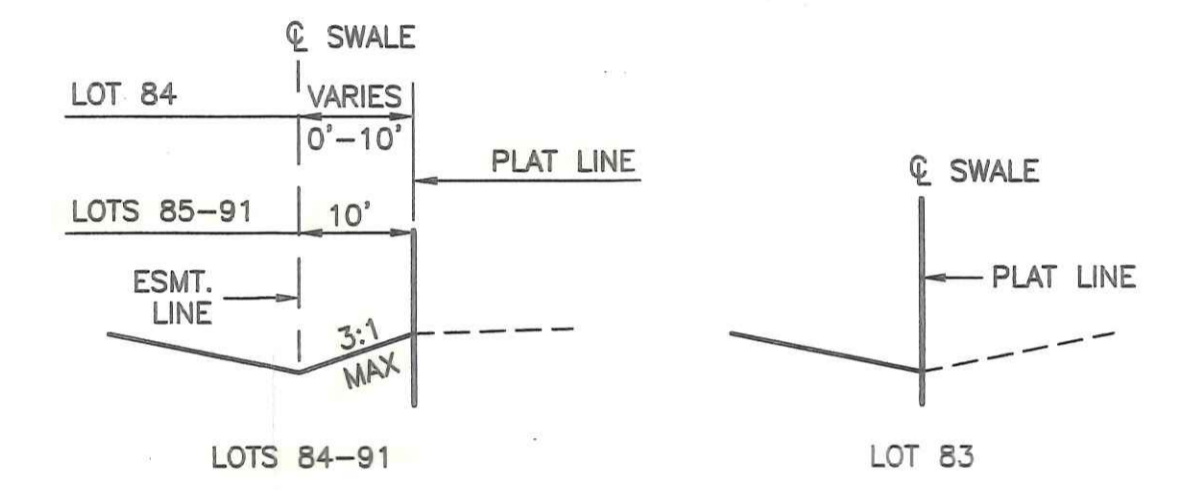 ℄ SWALE
LOT 84
VARIES
0'-10'
PLAT LINE
LOTS 85-91
10'
ESMT.
LINE
3:1
MAX
LOTS 84-91
℄ SWALE
PLAT LINE
LOT 83